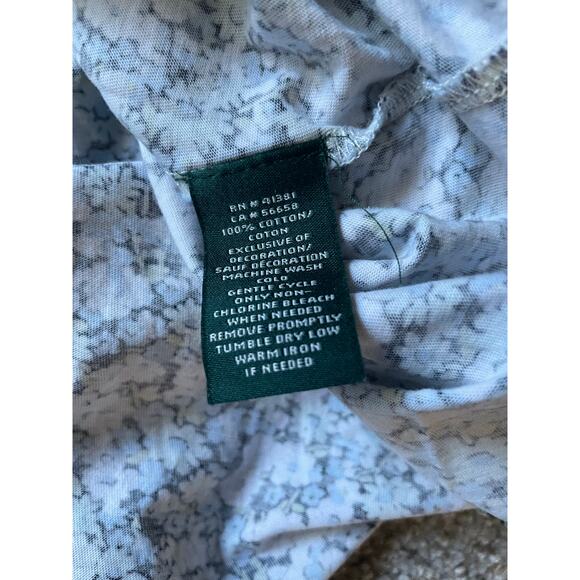 RN # 41381
CA # 56658
100% COTTON/
COTON
EXCLUSIVE OF
DECORATION/
SAUF DÉCORATION
MACHINE WASH
COLD
GENTLE CYCLE
ONLY NON-
CHLORINE BLEACH
WHEN NEEDED
REMOVE PROMPTLY
TUMBLE DRY LOW
WARM IRON
IF NEEDED